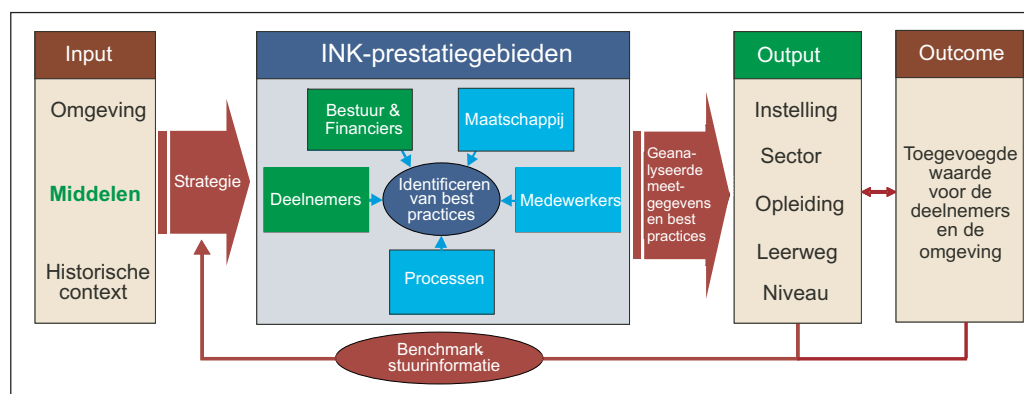 Input
Omgeving
Middelen
Historische
context
Strategie
INK-prestatiegebieden
Bestuur &
Financiers
Maatschappij
Deelnemers
Identificeren
van best
practices
Medewerkers
Processen
Geana-
lyseerde
meet-
gegevens
en best
practices
Output
Instelling
Sector
Opleiding
Leerweg
Niveau
Outcome
Toegevoegde
waarde
voor de
deelnemers
en de
omgeving
Benchmark-
stuurinformatie